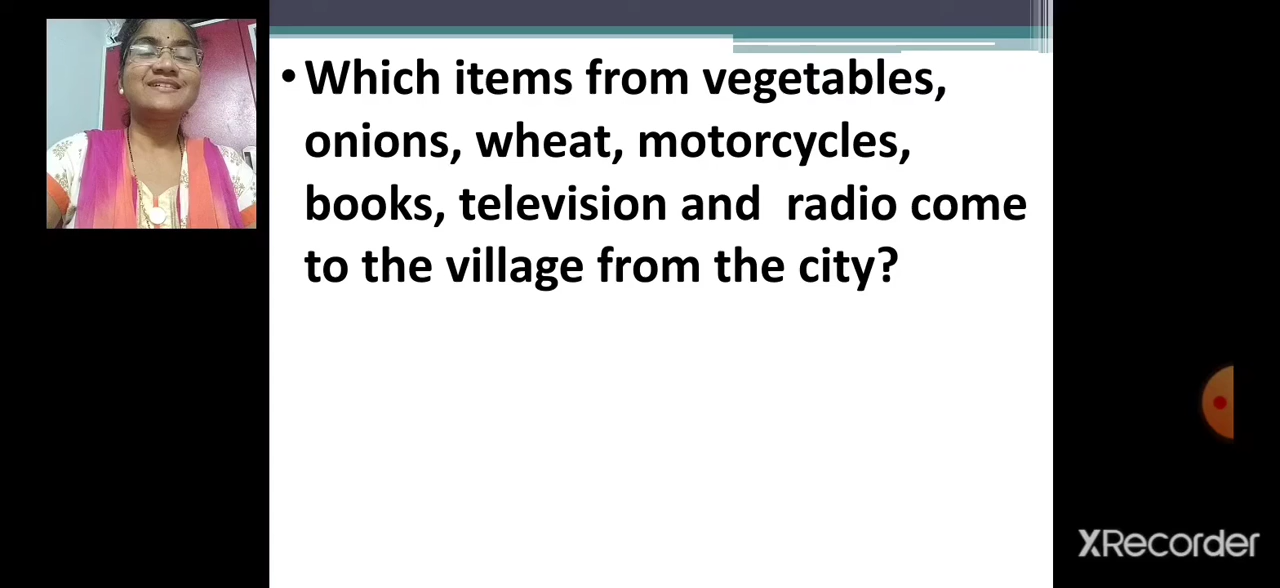 • Which items from vegetables,
onions, wheat, motorcycles,
books, television and  radio come
to the village from the city?
XRecorder